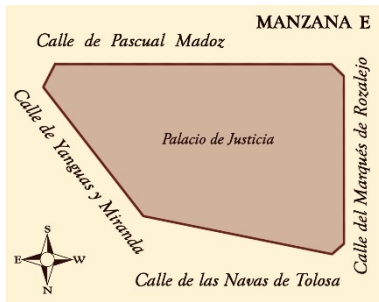 MANZANA E
Calle de Pascual Madoz
Calle del Marqués de Rozalejo
Palacio de Justicia
Calle de Yanguas y Miranda
S
E W
N
Calle de las Navas de Tolosa